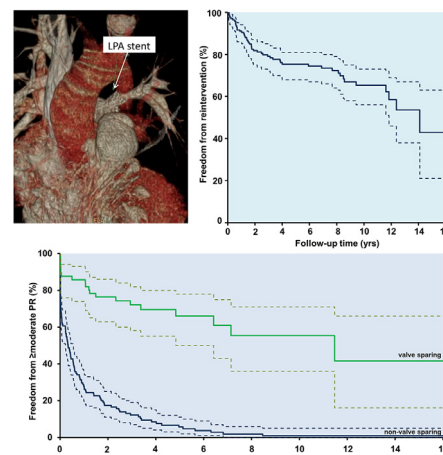 LPA stent
Freedom from reintervention (%)
100
80
60
40
20
0
0 2 4 6 8 10 12 14 16
Follow-up time (yrs)
Freedom from ≥moderate PR (%)
100
80
60
40
20
0
valve sparing
non-valve sparing
0 2 4 6 8 10 12 14 16